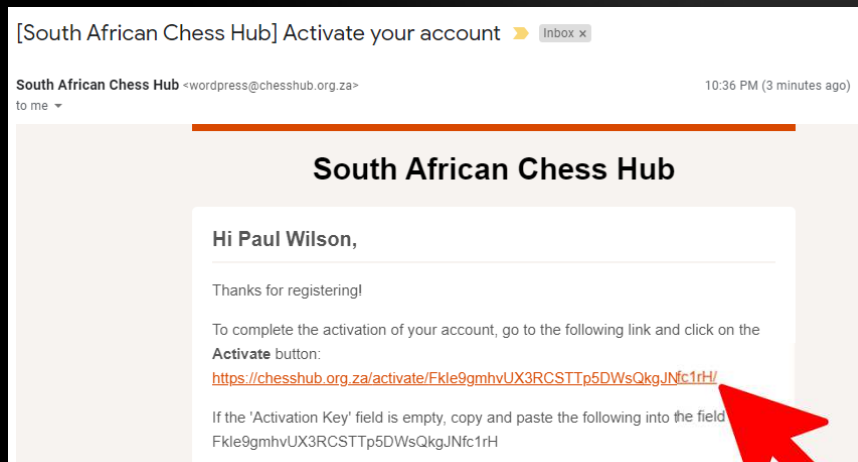 [South African Chess Hub] Activate your account Inbox x
South African Chess Hub <wordpress@chesshub.org.za> 10:36 PM (3 minutes ago)
to me
South African Chess Hub
Hi Paul Wilson,
Thanks for registering!
To complete the activation of your account, go to the following link and click on the
Activate button:
https://chesshub.org.za/activate/Fkle9gmhvUX3RCSTTp5DWsQkgJNfc1rH/
If the 'Activation Key' field is empty, copy and paste the following into the field
Fkle9gmhvUX3RCSTTp5DWsQkgJNfc1rH